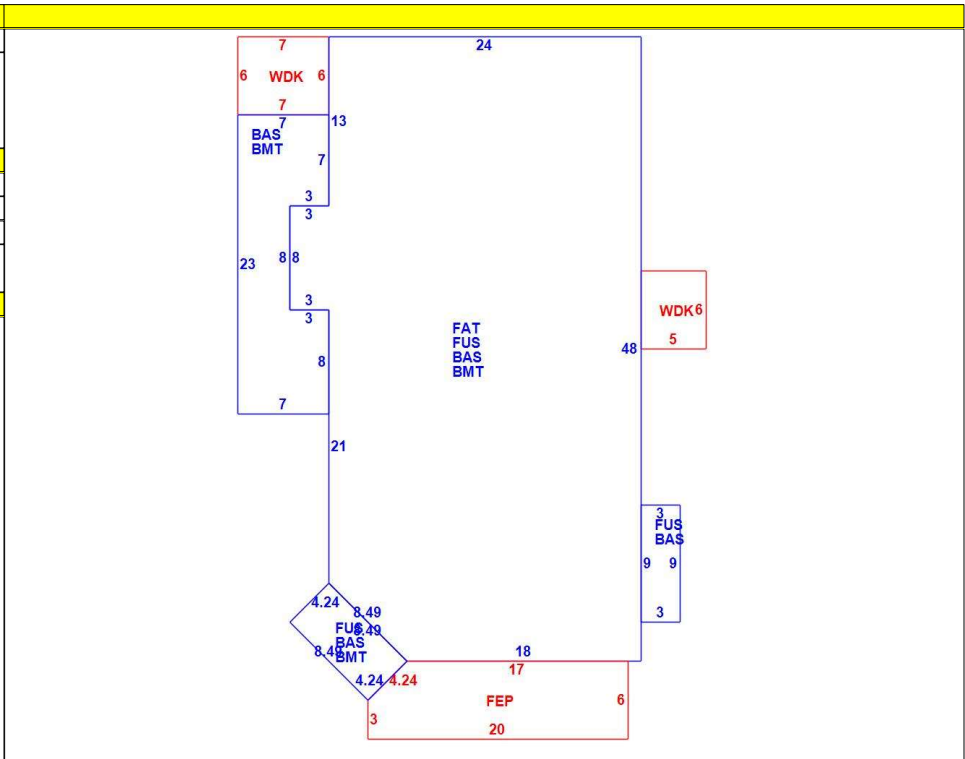 7
24
6 WDK 6
7
7
13
BAS
BMT
7
3
3
23
8 8
3
3
8
7
21
FAT
FUS
BAS
BMT
48
WDK 6
5
3
FUS
BAS
9 9
3
4.24
8.49
8.49
FUS
BAS
BMT
8.49
4.24 4.24
18
17
FEP
6
3
20